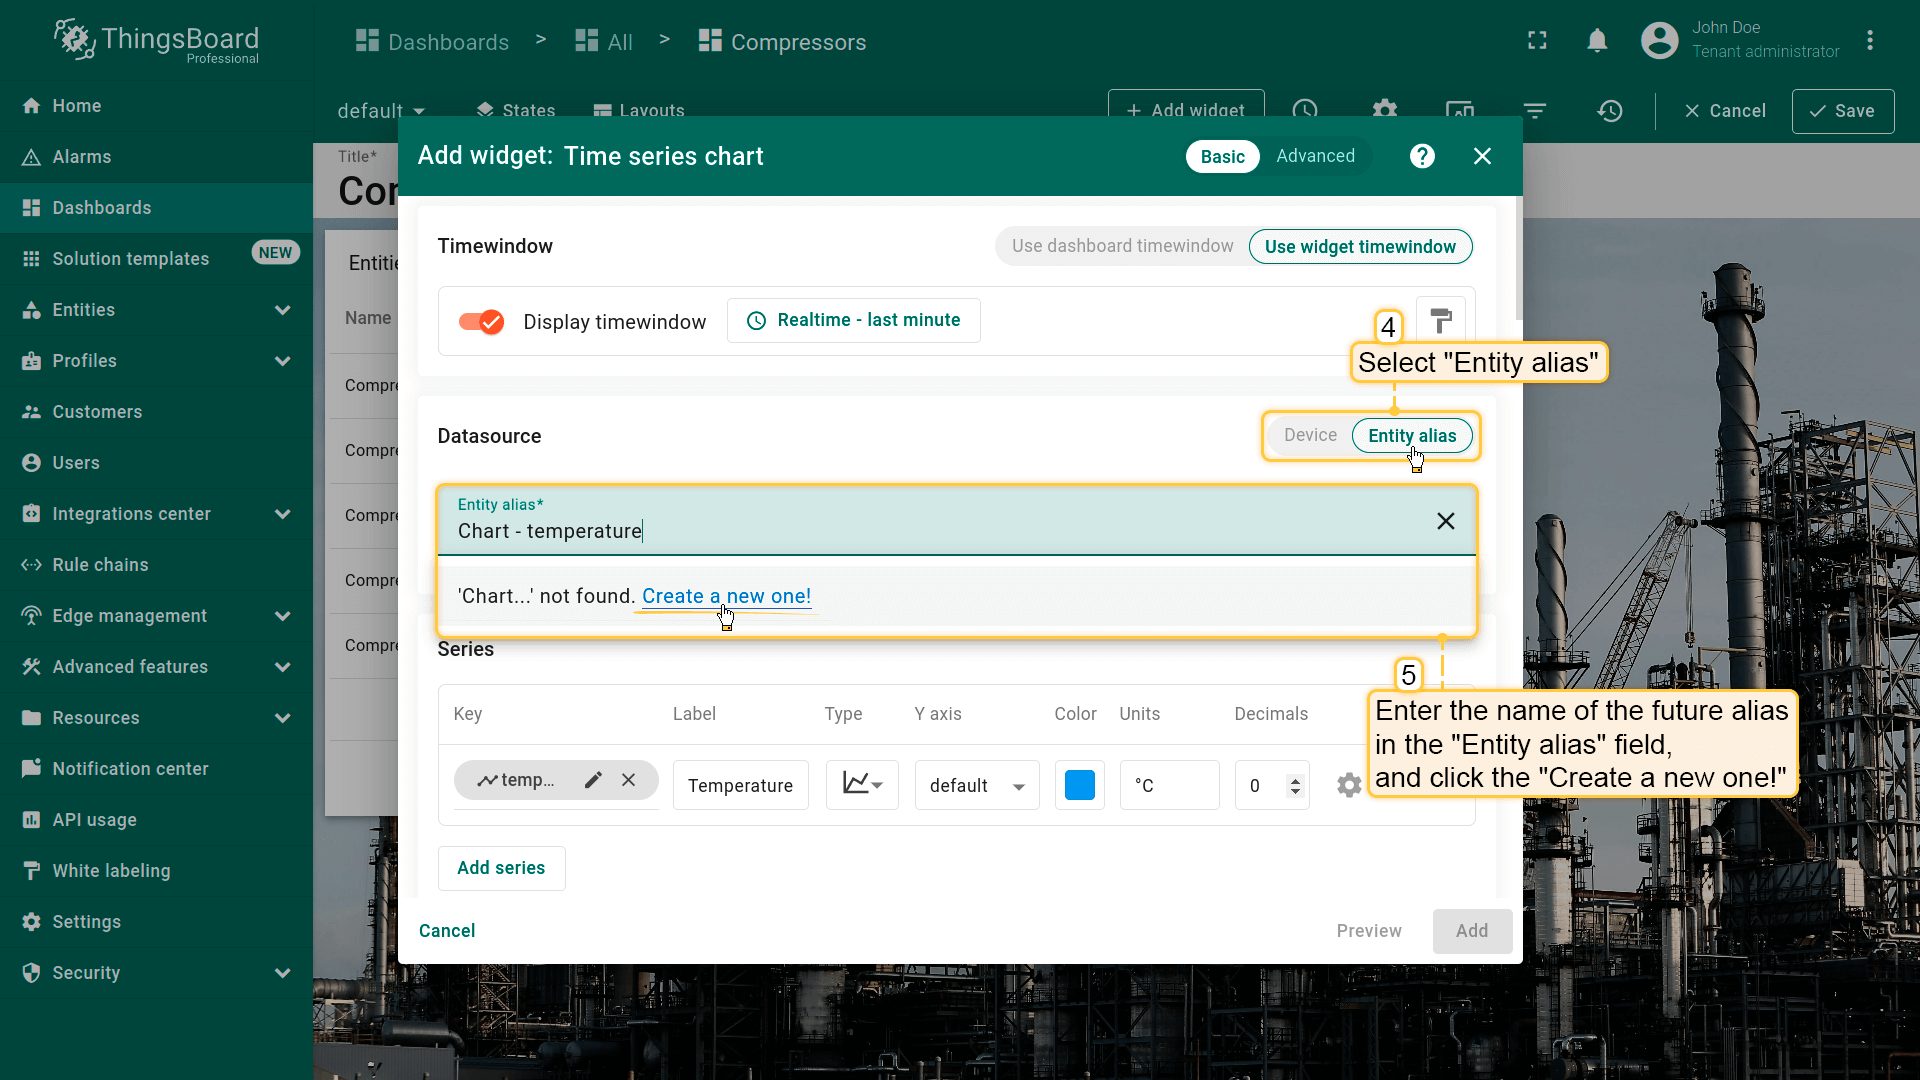 ThingsBoard
Professional
Dashboards > All > Compressors
John Doe
Tenant administrator
Home
Alarms
Dashboards
Solution templates
NEW
Entities
Profiles
Customers
Users
Integrations center
Rule chains
Edge management
Advanced features
Resources
Notification center
API usage
White labeling
Settings
Security
default
States
Layouts
+ Add widget
Cancel
Save
Title*
Entitie
Name
Compre
Compre
Compre
Compre
Compre
Add widget: Time series chart
Basic
Advanced
Timewindow
Use dashboard timewindow
Use widget timewindow
Display timewindow
Realtime - last minute
4
Select "Entity alias"
Datasource
Device
Entity alias
Entity alias*
Chart - temperature
'Chart...' not found. Create a new one!
Series
5
Enter the name of the future alias
in the "Entity alias" field,
and click the "Create a new one!"
Key
Label
Type
Y axis
Color
Units
Decimals
temp...
Temperature
default
°C
0
Add series
Cancel
Preview
Add